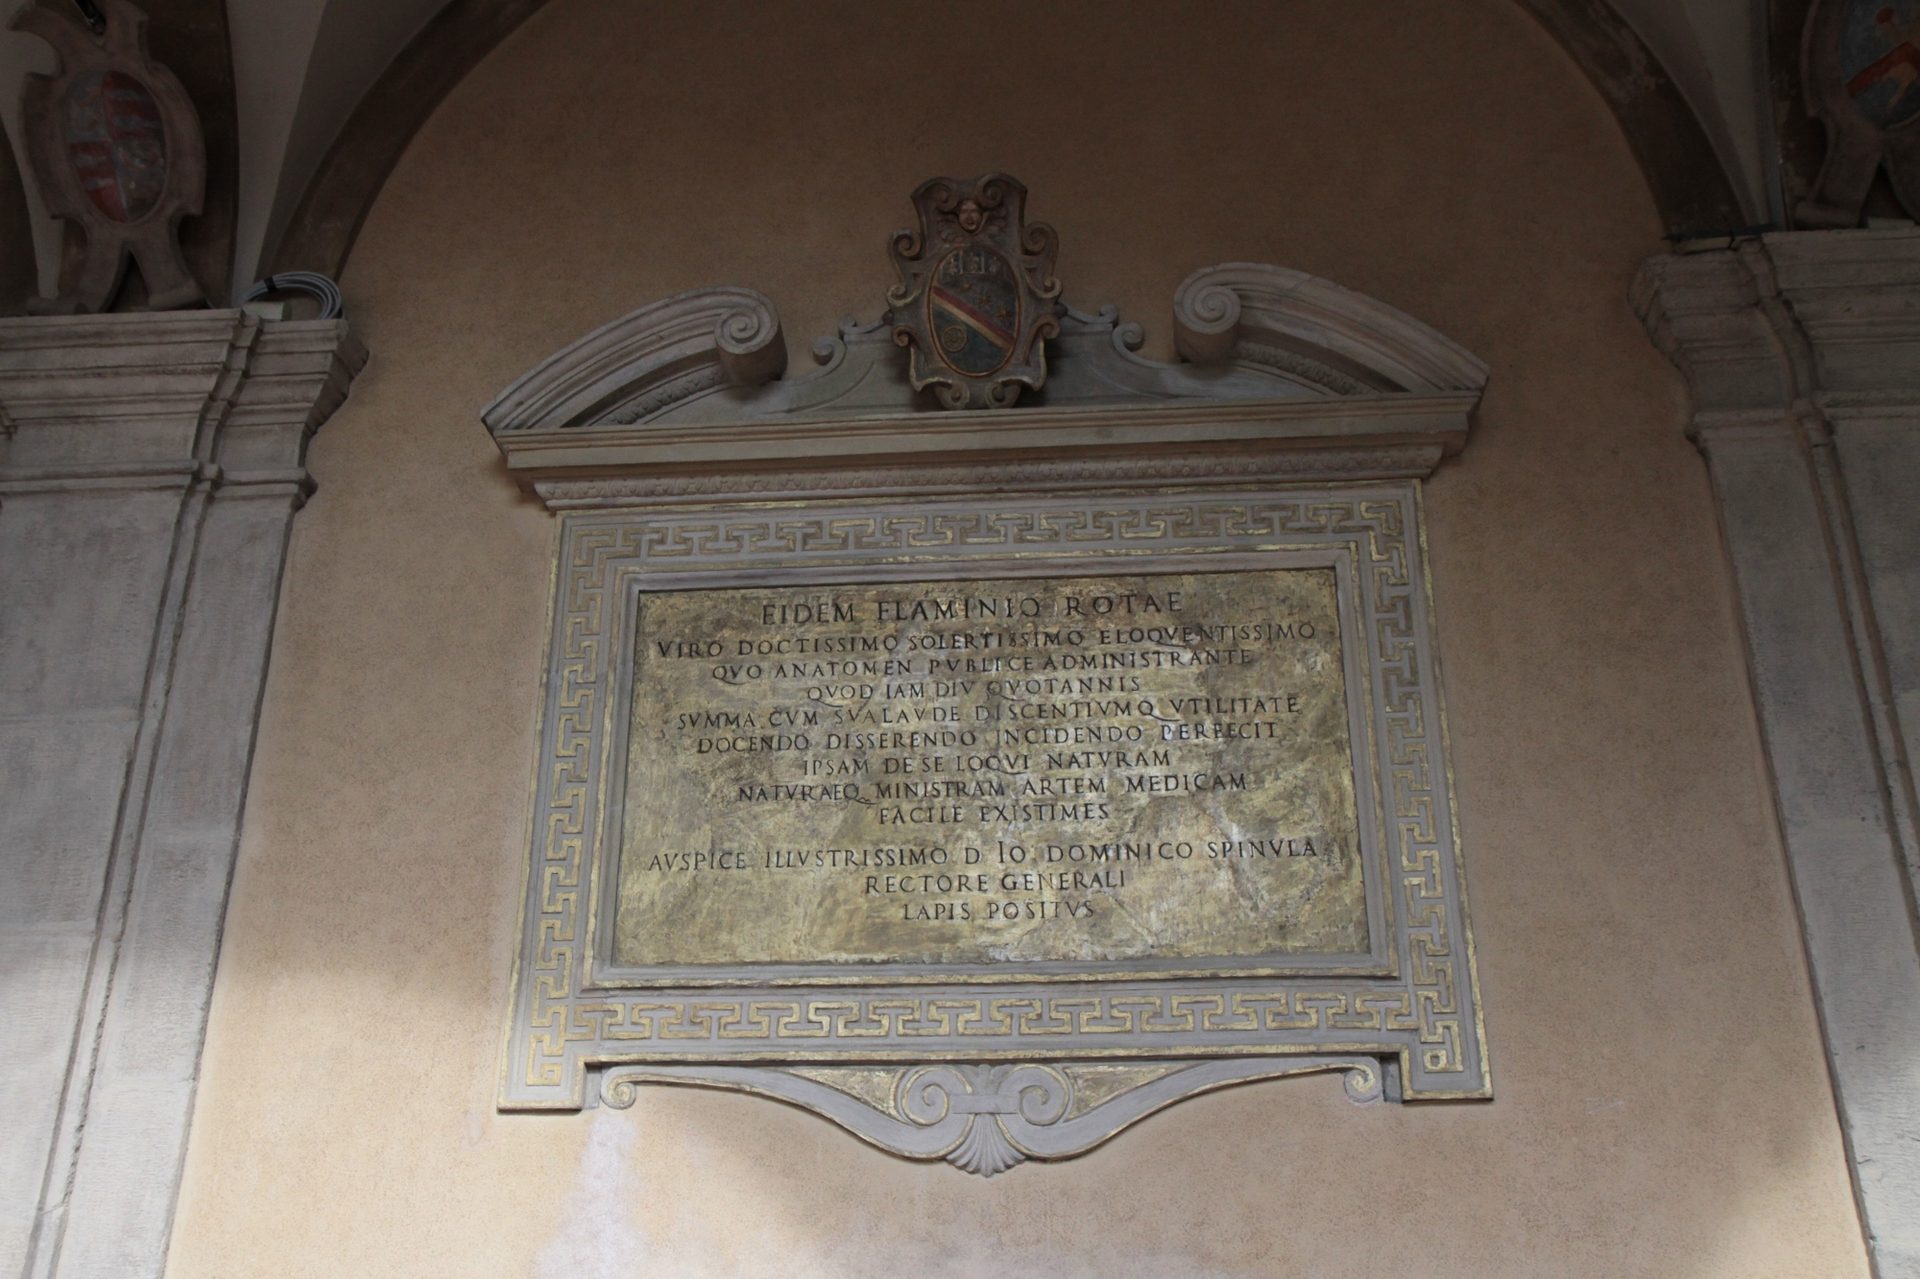 EIDEM FLAMINIO ROTAE
VIRO DOCTISSIMO SOLERTISSIMO ELOQVENTISSIMO
QVO ANATOMEN PVBLICE ADMINISTRANTE
QVOD IAM DIV QVOTANNIS
SVMMA CVM SVA LAVDE DISCENTIVMQ VTILITATE
DOCENDO DISSERENDO INCIDENDO PERFECIT
IPSAM DE SE LOQVI NATVRAM
NATVRAEQ MINISTRAM ARTEM MEDICAM
FACILE EXISTIMES
AVSPICE ILLVSTRISSIMO D IO DOMINICO SPINVLA
RECTORE GENERALI
LAPIS POSITVS